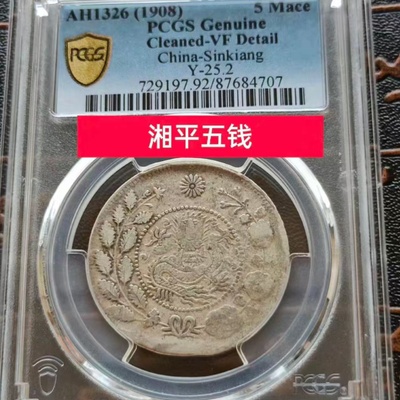 AH1326 (1908)
5 Mace
PCGS Genuine
Cleaned-VF Detail
China-Sinkiang
Y-25.2
729197.92/87684707
PCGS
湘平五钱
PCGS